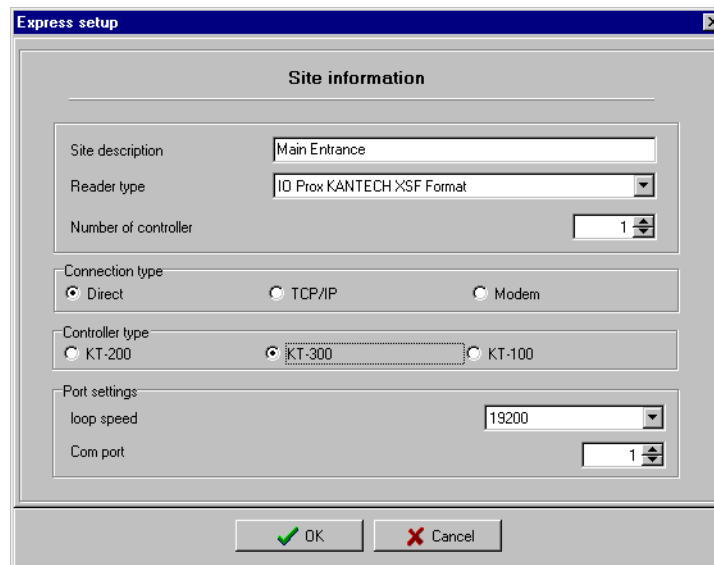 Express setup
Site information
Site description Main Entrance
Reader type IO Prox KANTECH XSF Format
Number of controller 1
Connection type
Direct TCP/IP Modem
Controller type
KT-200 KT-300 KT-100
Port settings
loop speed 19200
Com port 1
OK Cancel